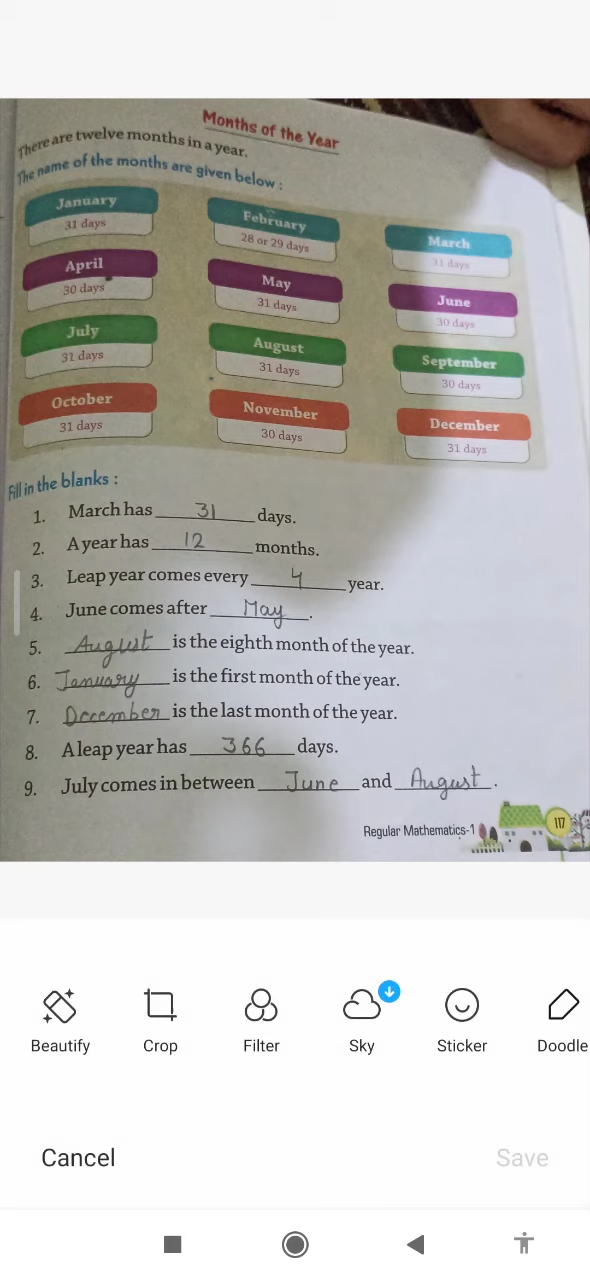 Months of the Year
There are twelve months in a year.
The name of the months are given below :
January
31 days
February
28 or 29 days
March
31 days
April
30 days
May
31 days
June
30 days
July
31 days
August
31 days
September
30 days
October
31 days
November
30 days
December
31 days
Fill in the blanks :
1. March has 31 days.
2. A year has 12 months.
3. Leap year comes every 4 year.
4. June comes after May.
5. August is the eighth month of the year.
6. January is the first month of the year.
7. December is the last month of the year.
8. A leap year has 366 days.
9. July comes in between June and August.
Regular Mathematics-1 117
Beautify Crop Filter Sky Sticker Doodle
Cancel Save